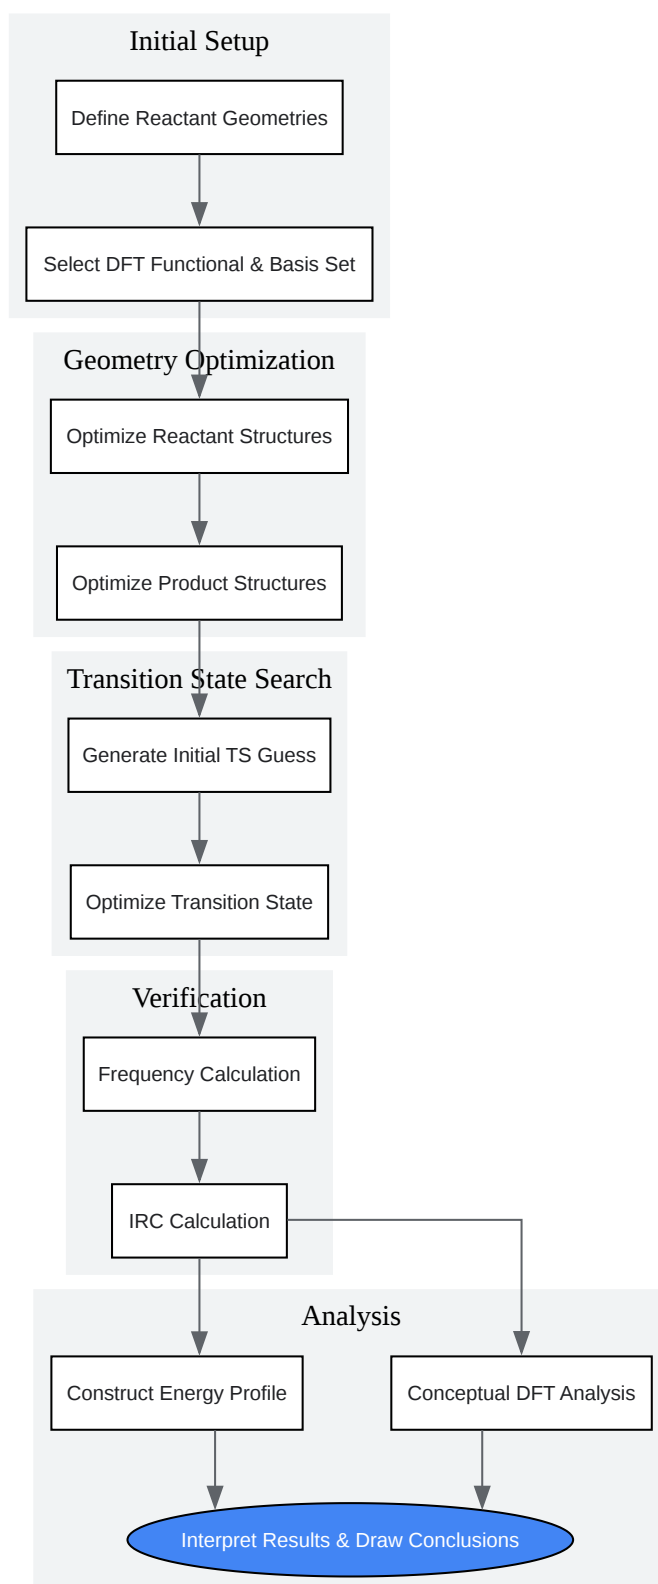 Initial Setup
Define Reactant Geometries
Select DFT Functional & Basis Set
Geometry Optimization
Optimize Reactant Structures
Optimize Product Structures
Transition State Search
Generate Initial TS Guess
Optimize Transition State
Verification
Frequency Calculation
IRC Calculation
Analysis
Construct Energy Profile
Conceptual DFT Analysis
Interpret Results & Draw Conclusions